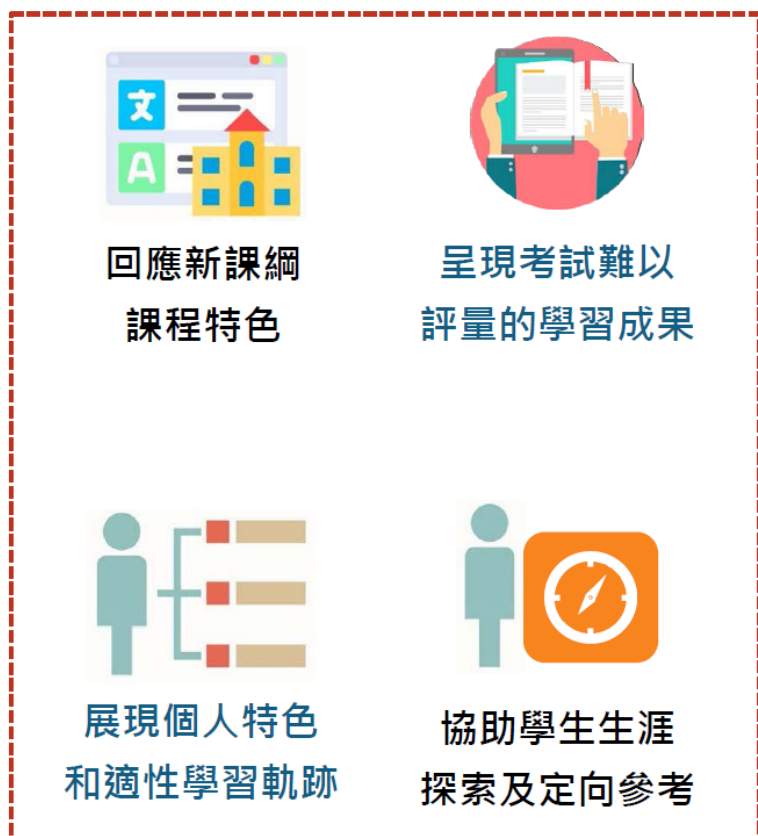 文
A
回應新課綱
課程特色
呈現考試難以
評量的學習成果
展現個人特色
和適性學習軌跡
協助學生生涯
探索及定向參考